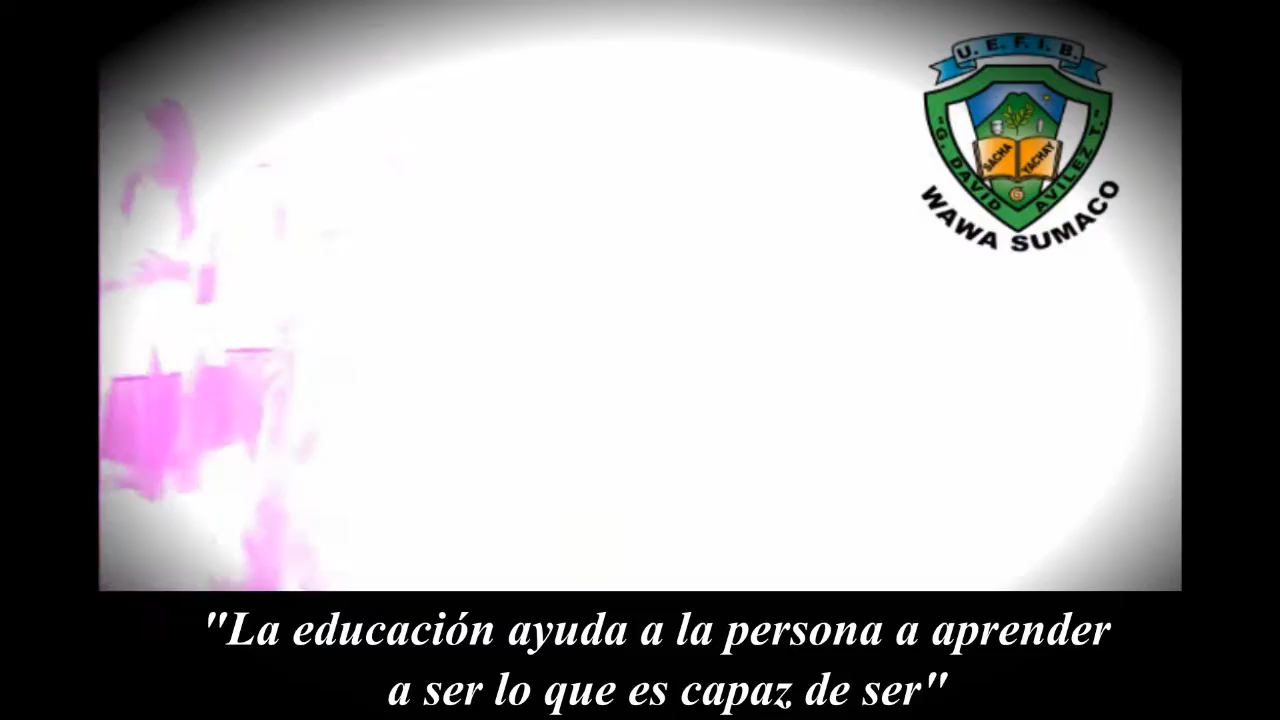 U. E. F. I. B.
"G. DAVID AVILEZ T."
SACHA YACHAY
WAWA SUMACO
"La educación ayuda a la persona a aprender
a ser lo que es capaz de ser"